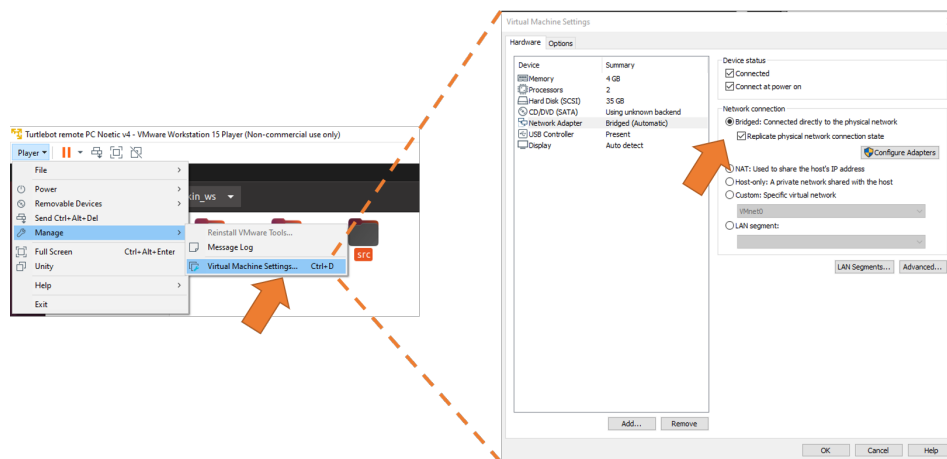 Turtlebot remote PC Noetic v4 - VMware Workstation 15 Player (Non-commercial use only)
Player
File
Power
Removable Devices
Send Ctrl+Alt+Del
Manage
Full Screen Ctrl+Alt+Enter
Unity
Help
Exit
kin_ws
src
Reinstall VMware Tools...
Message Log
Virtual Machine Settings... Ctrl+D
Virtual Machine Settings
Hardware Options
Device Summary
Memory 4 GB
Processors 2
Hard Disk (SCSI) 35 GB
CD/DVD (SATA) Using unknown backend
Network Adapter Bridged (Automatic)
USB Controller Present
Display Auto detect
Add... Remove
Device status
Connected
Connect at power on
Network connection
Bridged: Connected directly to the physical network
Replicate physical network connection state
Configure Adapters
NAT: Used to share the host's IP address
Host-only: A private network shared with the host
Custom: Specific virtual network
VMnet0
LAN segment:
LAN Segments... Advanced...
OK Cancel Help